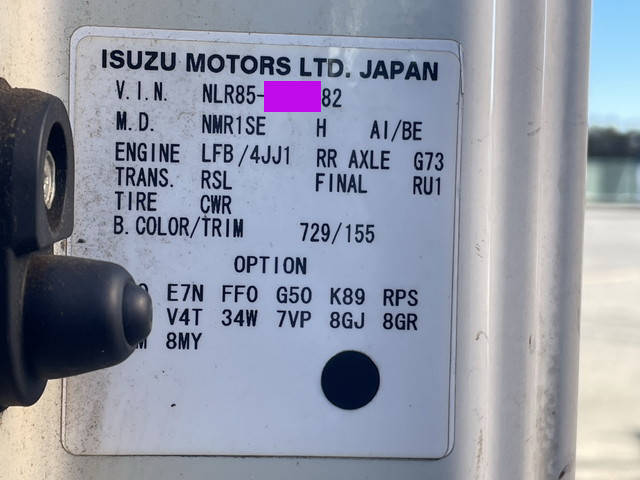 ISUZU MOTORS LTD. JAPAN
V.I.N. NLR85- 82
M.D. NMR1SE H AI/BE
ENGINE LFB/4JJ1 RR AXLE G73
TRANS. RSL FINAL RU1
TIRE CWR
B.COLOR/TRIM 729/155
OPTION
E7N FF0 G50 K89 RPS
V4T 34W 7VP 8GJ 8GR
8MY